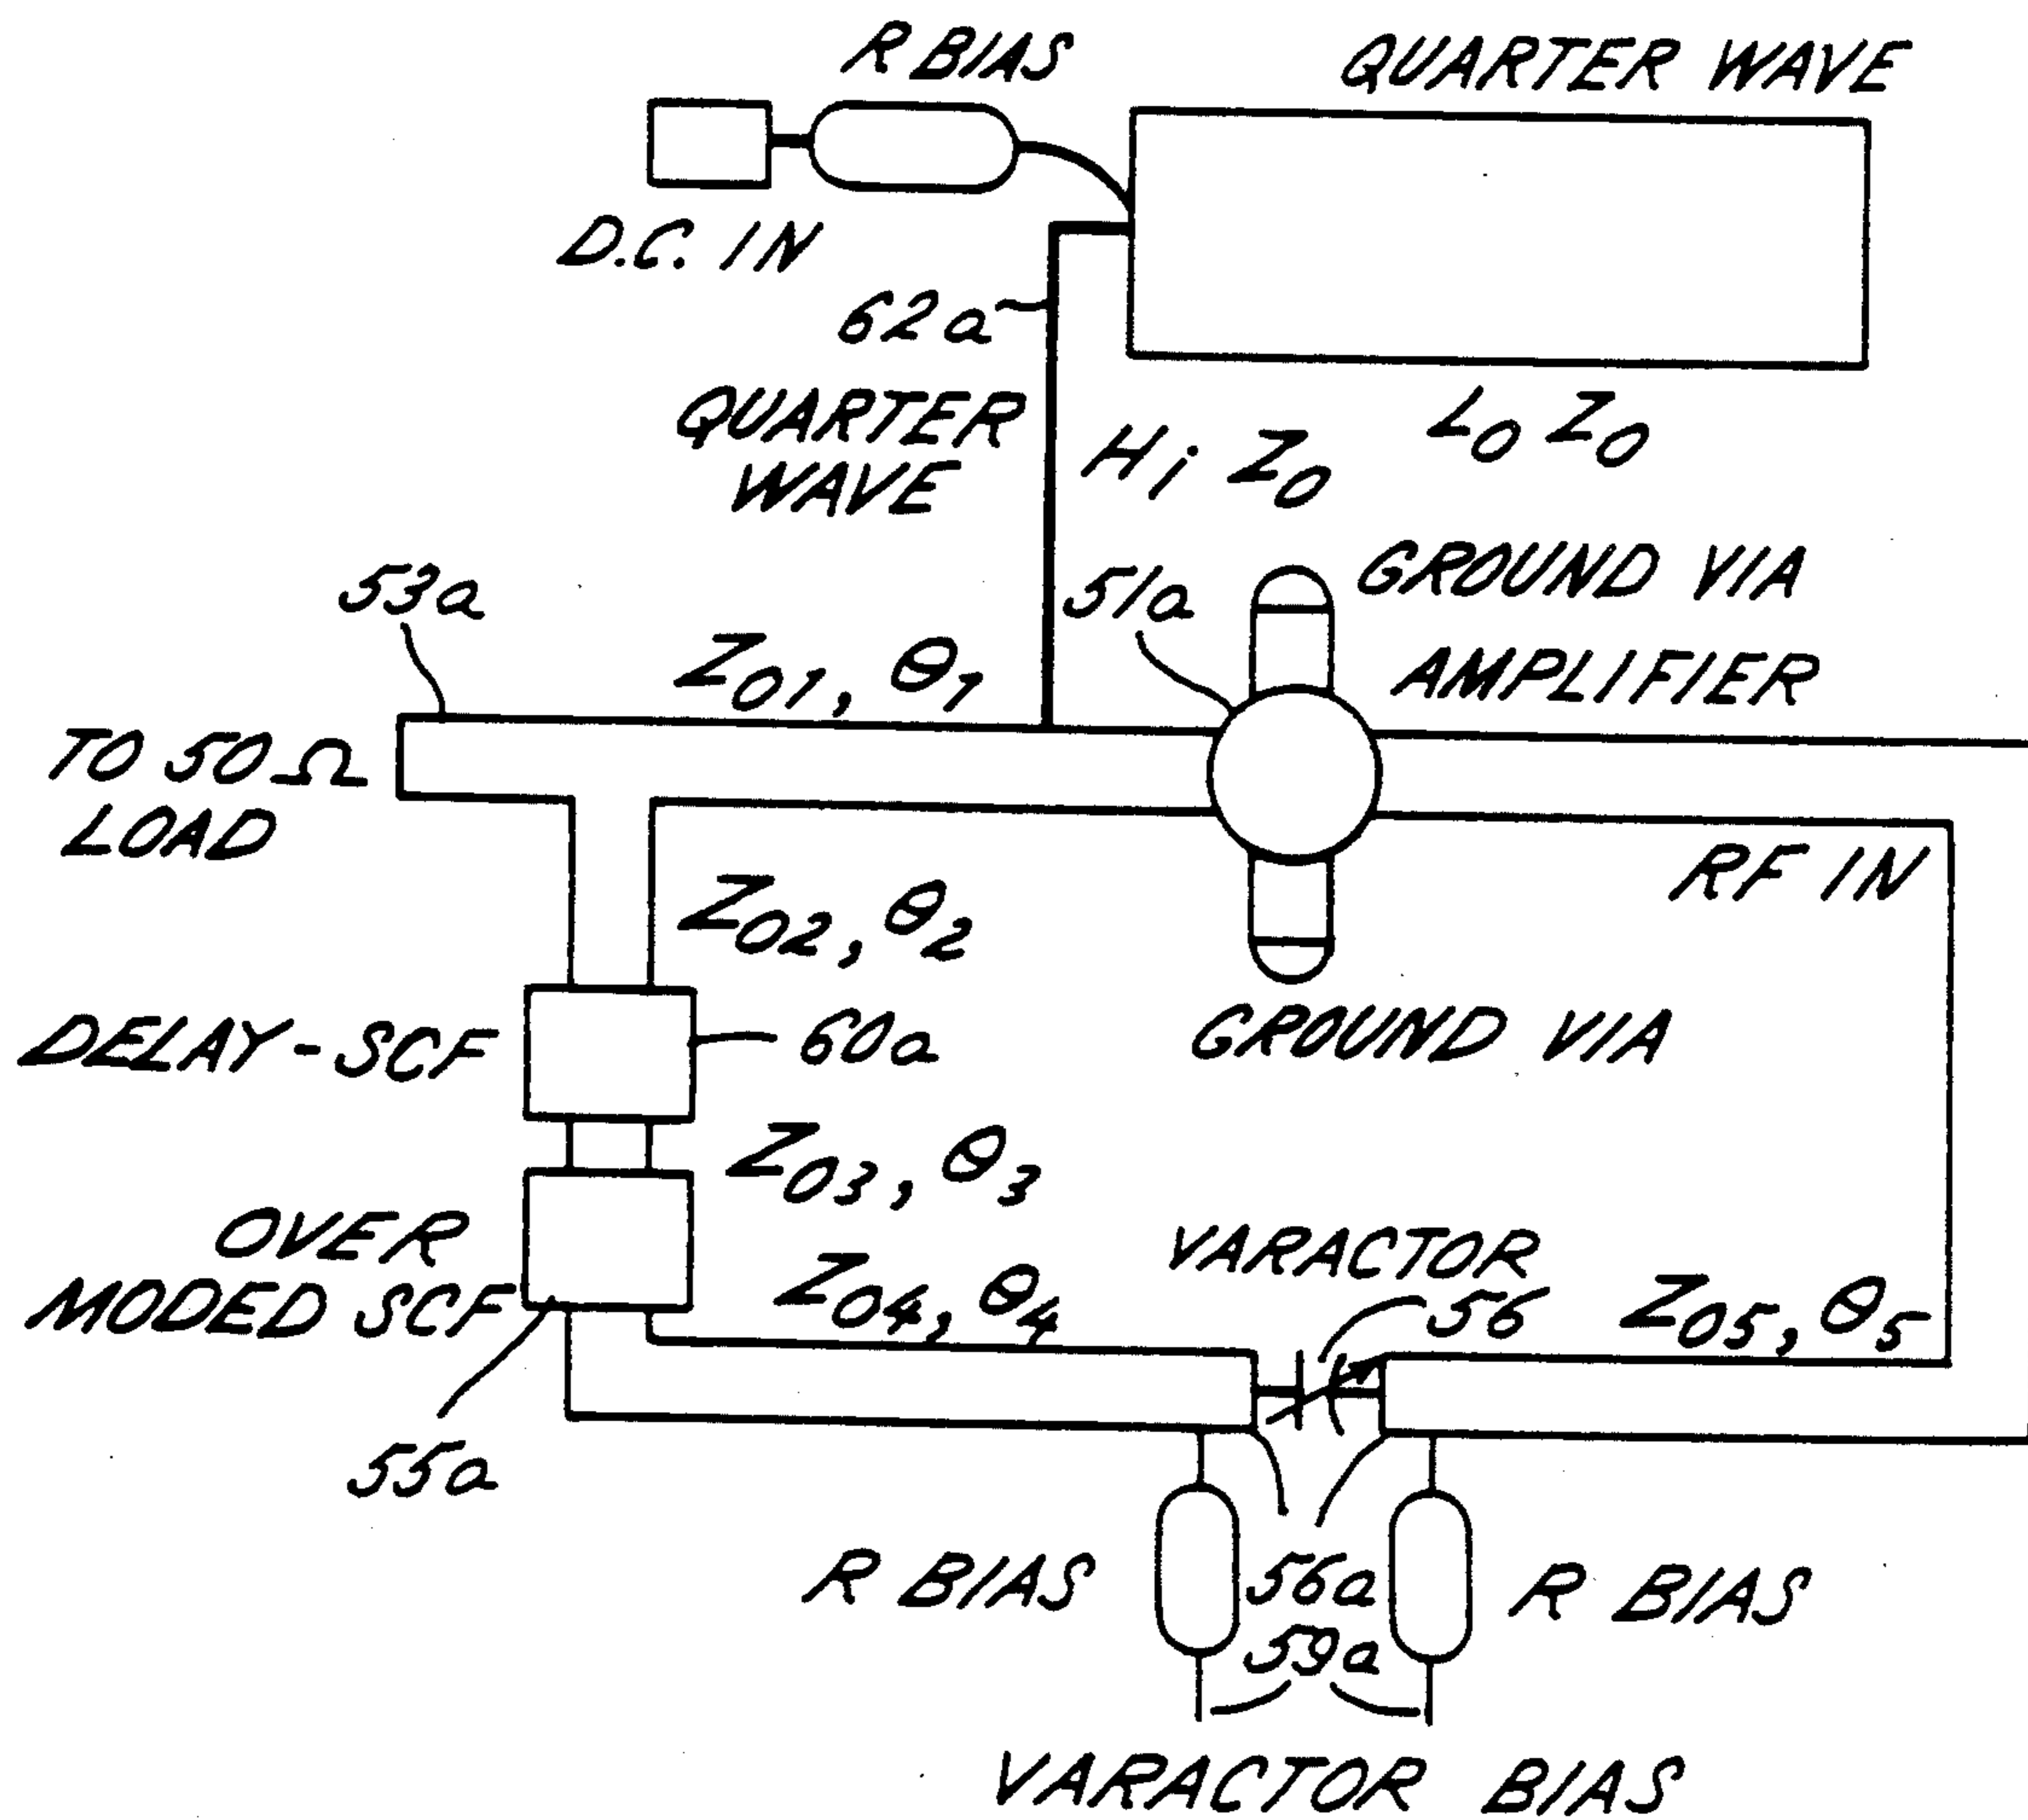 R BIAS
QUARTER WAVE
D.C. IN
62a
QUARTER
WAVE
Hi Z0
L0 Z0
53a
51a
GROUND VIA
AMPLIFIER
Z01, θ1
TO 50 Ω
LOAD
RF IN
Z02, θ2
DELAY-SCF
60a
GROUND VIA
Z03, θ3
OVER
MODED SCF
Z04, θ4
VARACTOR
56
Z05, θ5
55a
R BIAS
56a
R BIAS
59a
VARACTOR BIAS